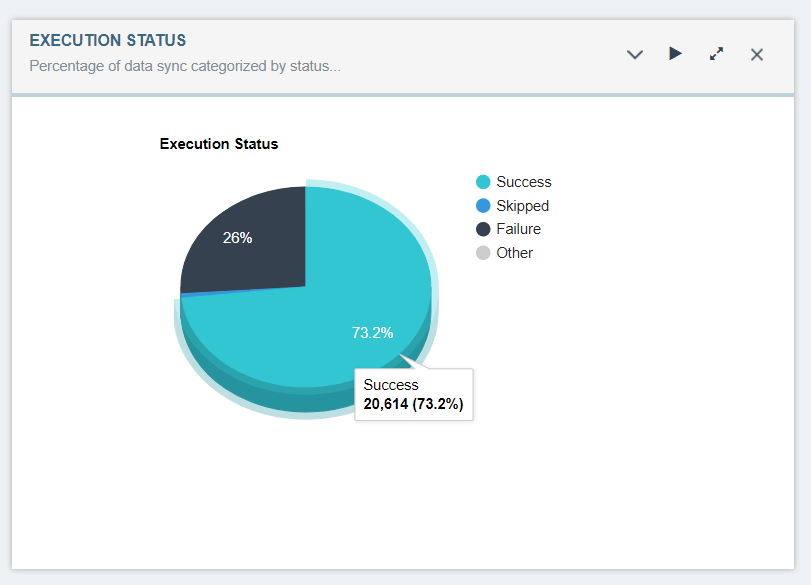 EXECUTION STATUS
Percentage of data sync categorized by status...
Execution Status
Success
Skipped
Failure
Other
26%
73.2%
Success
20,614 (73.2%)